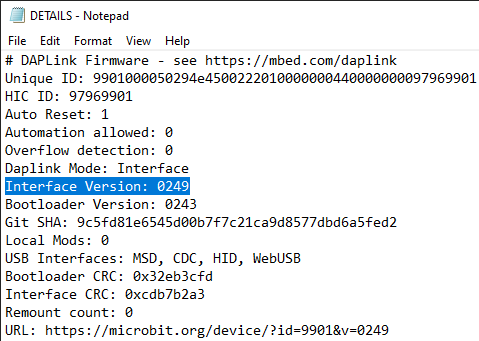 DETAILS - Notepad
File Edit Format View Help
# DAPLink Firmware - see https://mbed.com/daplink
Unique ID: 9901000050294e4500222010000000440000000097969901
HIC ID: 97969901
Auto Reset: 1
Automation allowed: 0
Overflow detection: 0
Daplink Mode: Interface
Interface Version: 0249
Bootloader Version: 0243
Git SHA: 9c5fd81e6545d00b7f7c21ca9d8577dbd6a5fed2
Local Mods: 0
USB Interfaces: MSD, CDC, HID, WebUSB
Bootloader CRC: 0x32eb3cfd
Interface CRC: 0xcdb7b2a3
Remount count: 0
URL: https://microbit.org/device/?id=9901&v=0249